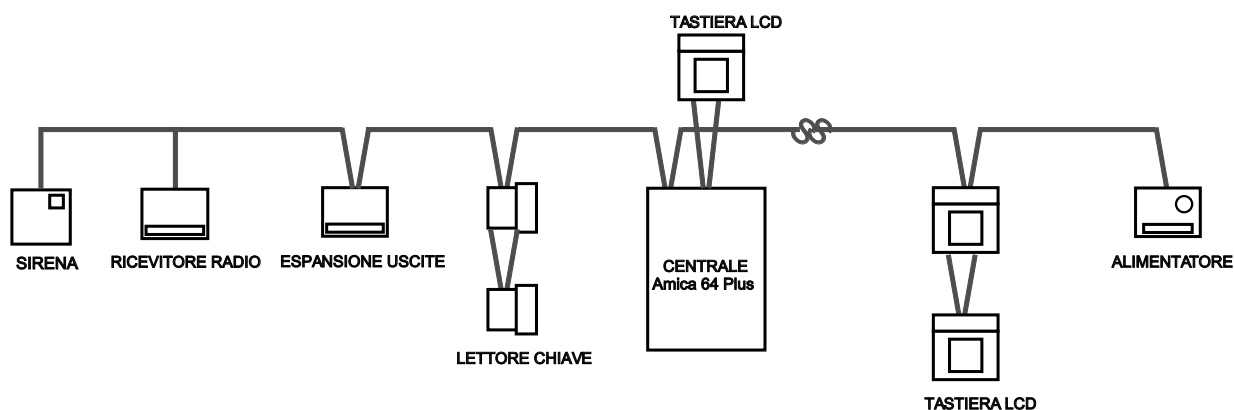 TASTIERA LCD
SIRENA
RICEVITORE RADIO
ESPANSIONE USCITE
LETTORE CHIAVE
CENTRALE
Amica 64 Plus
ALIMENTATORE
TASTIERA LCD